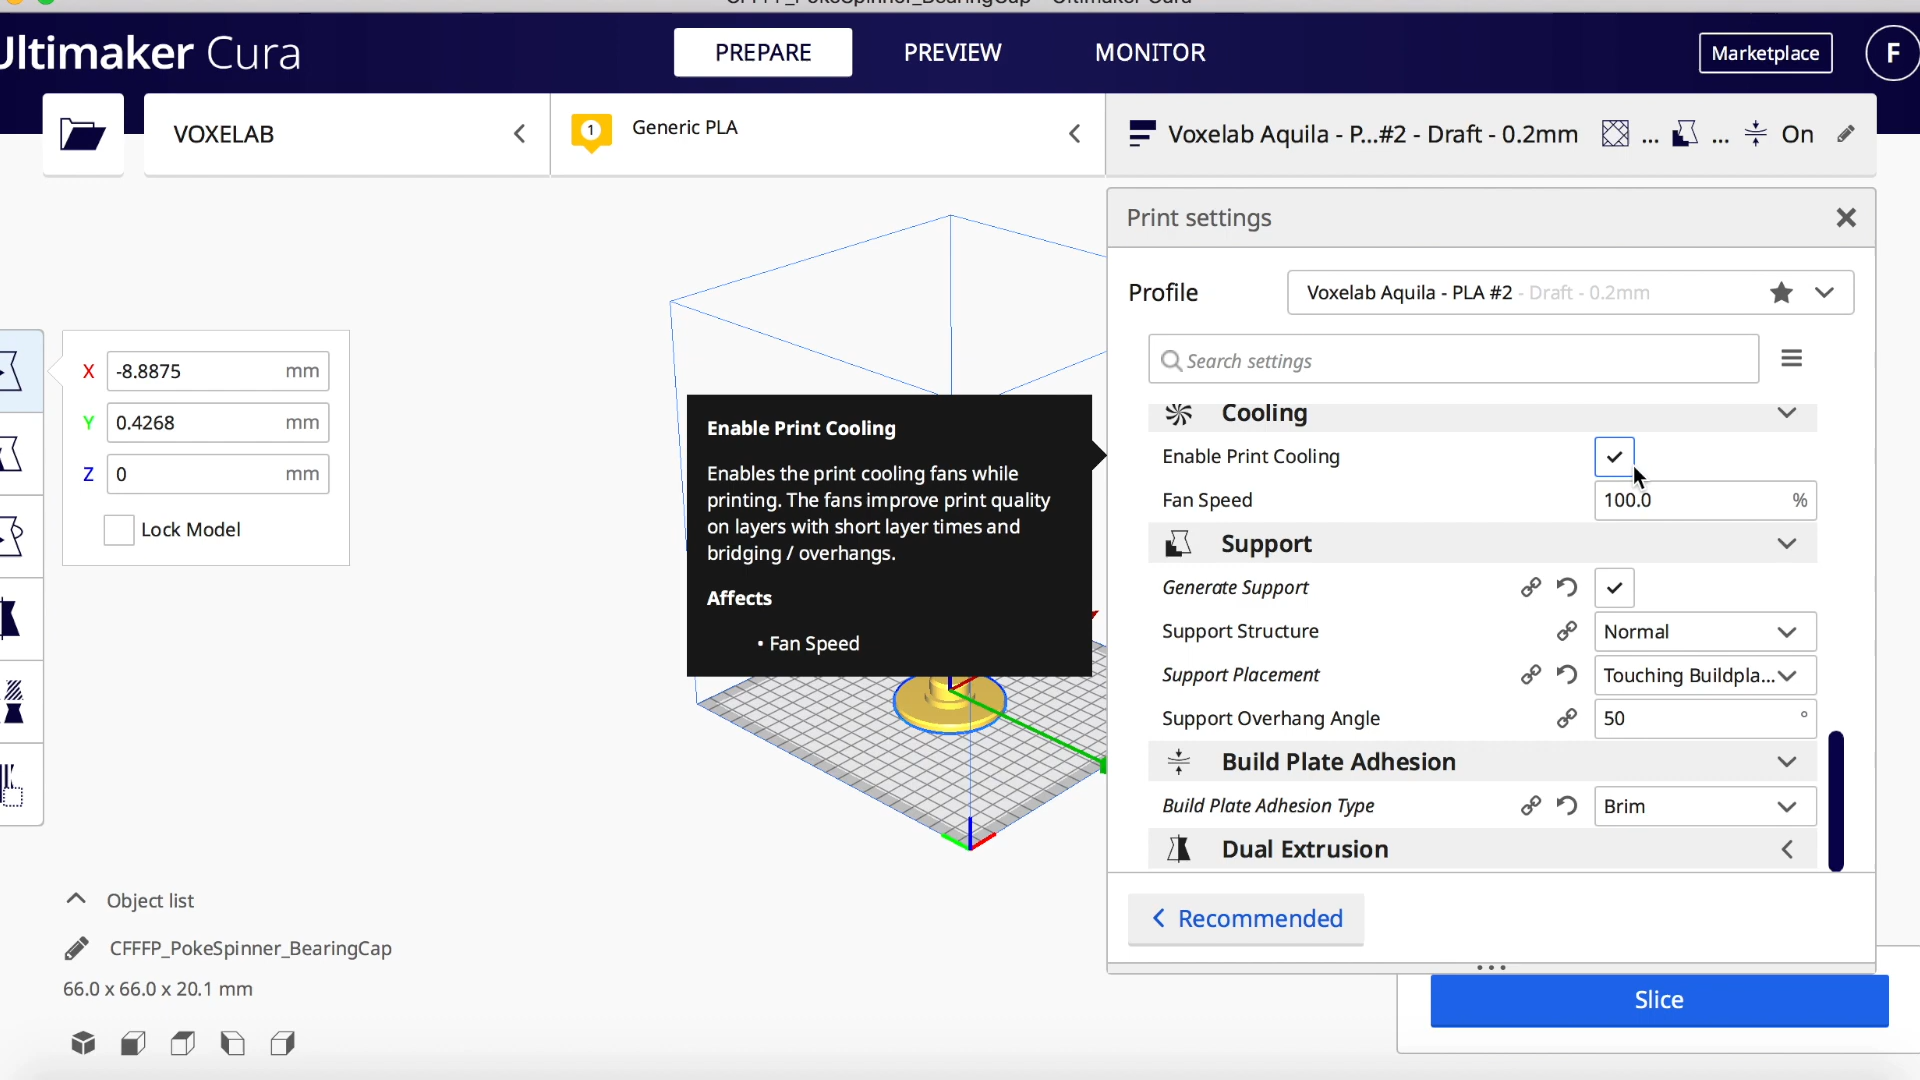 Ultimaker Cura
PREPARE
PREVIEW
MONITOR
Marketplace
F
VOXELAB
1
Generic PLA
Voxelab Aquila - P...#2 - Draft - 0.2mm
...
...
On
Print settings
Profile
Voxelab Aquila - PLA #2 - Draft - 0.2mm
Search settings
X
-8.8875
mm
Y
0.4268
mm
Z
0
mm
Lock Model
Enable Print Cooling
Enables the print cooling fans while
printing. The fans improve print quality
on layers with short layer times and
bridging / overhangs.
Affects
• Fan Speed
Cooling
Enable Print Cooling
Fan Speed
100.0
%
Support
Generate Support
Support Structure
Normal
Support Placement
Touching Buildpla...
Support Overhang Angle
50
°
Build Plate Adhesion
Build Plate Adhesion Type
Brim
Dual Extrusion
Recommended
Slice
Object list
CFFFP_PokeSpinner_BearingCap
66.0 x 66.0 x 20.1 mm